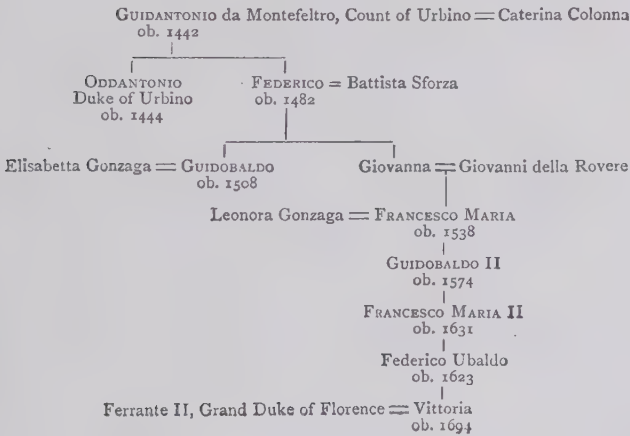 GUIDANTONIO da Montefeltro, Count of Urbino = Caterina Colonna
ob. 1442
ODDANTONIO FEDERICO = Battista Sforza
Duke of Urbino ob. 1482
ob. 1444
Elisabetta Gonzaga = GUIDOBALDO Giovanna = Giovanni della Rovere
ob. 1508
Leonora Gonzaga = FRANCESCO MARIA
ob. 1538
GUIDOBALDO II
ob. 1574
FRANCESCO MARIA II
ob. 1631
Federico Ubaldo
ob. 1623
Ferrante II, Grand Duke of Florence = Vittoria
ob. 1694